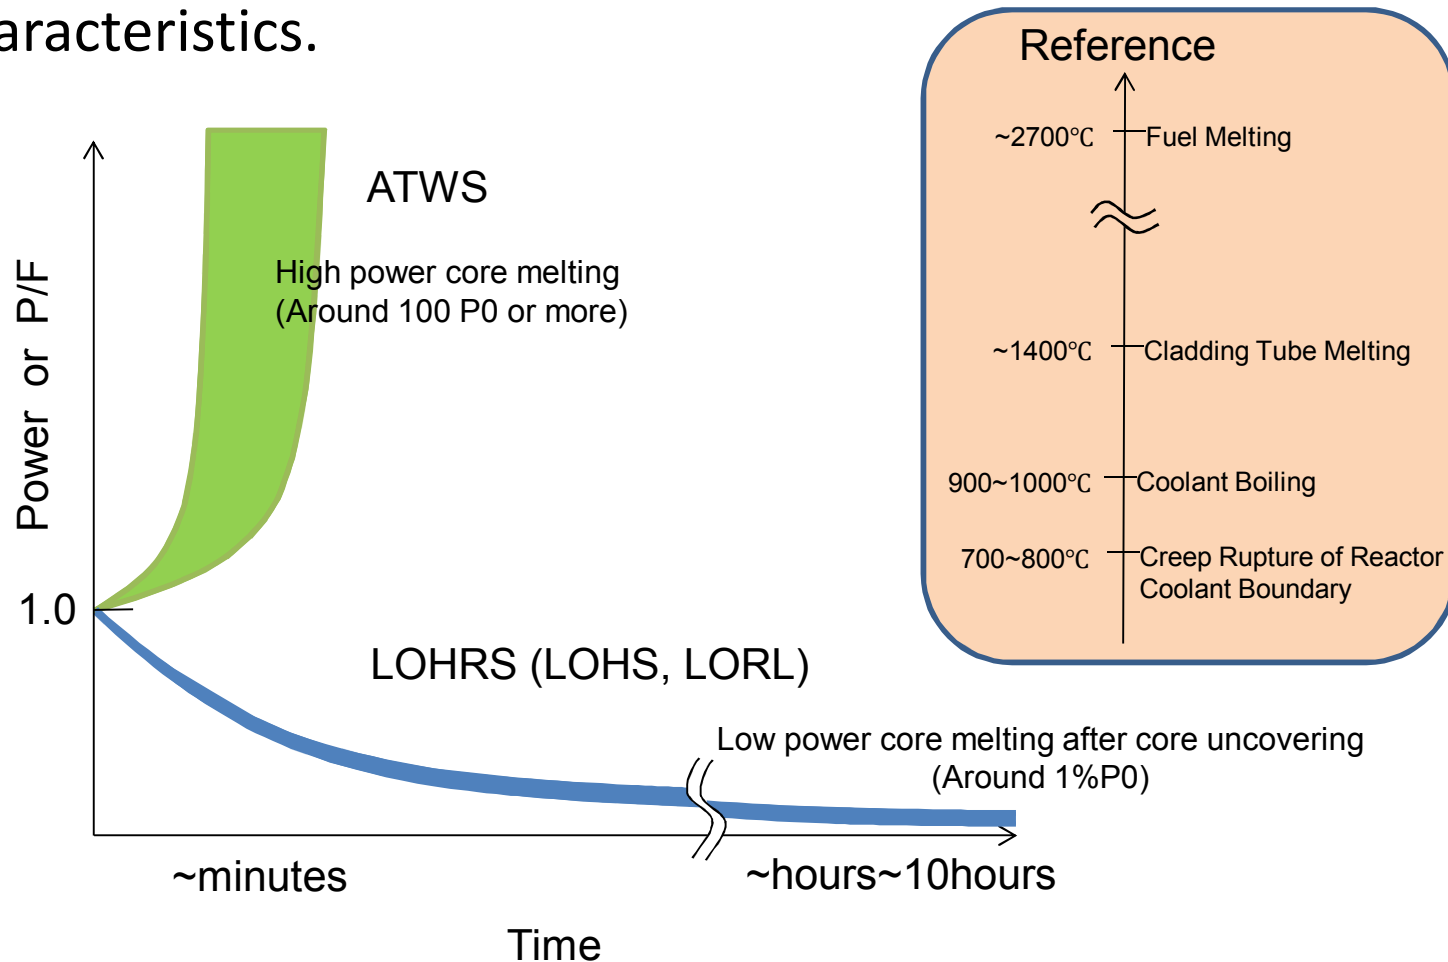 aracteristics.
Reference
~2700℃ Fuel Melting
~1400℃ Cladding Tube Melting
900~1000℃ Coolant Boiling
700~800℃ Creep Rupture of Reactor
Coolant Boundary
Power or P/F
1.0
ATWS
High power core melting
(Around 100 P0 or more)
LOHRS (LOHS, LORL)
Low power core melting after core uncovering
(Around 1%P0)
~minutes
~hours~10hours
Time